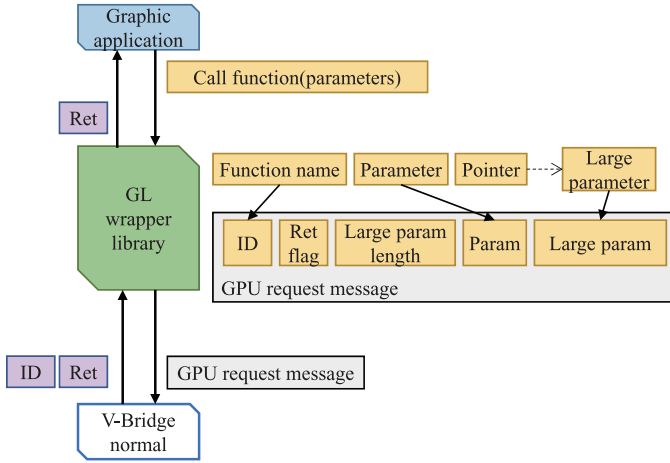 Graphic
application
Call function(parameters)
Ret
GL
wrapper
library
Function name
Parameter
Pointer
Large
parameter
ID
Ret
flag
Large param
length
Param
Large param
GPU request message
ID
Ret
GPU request message
V-Bridge
normal